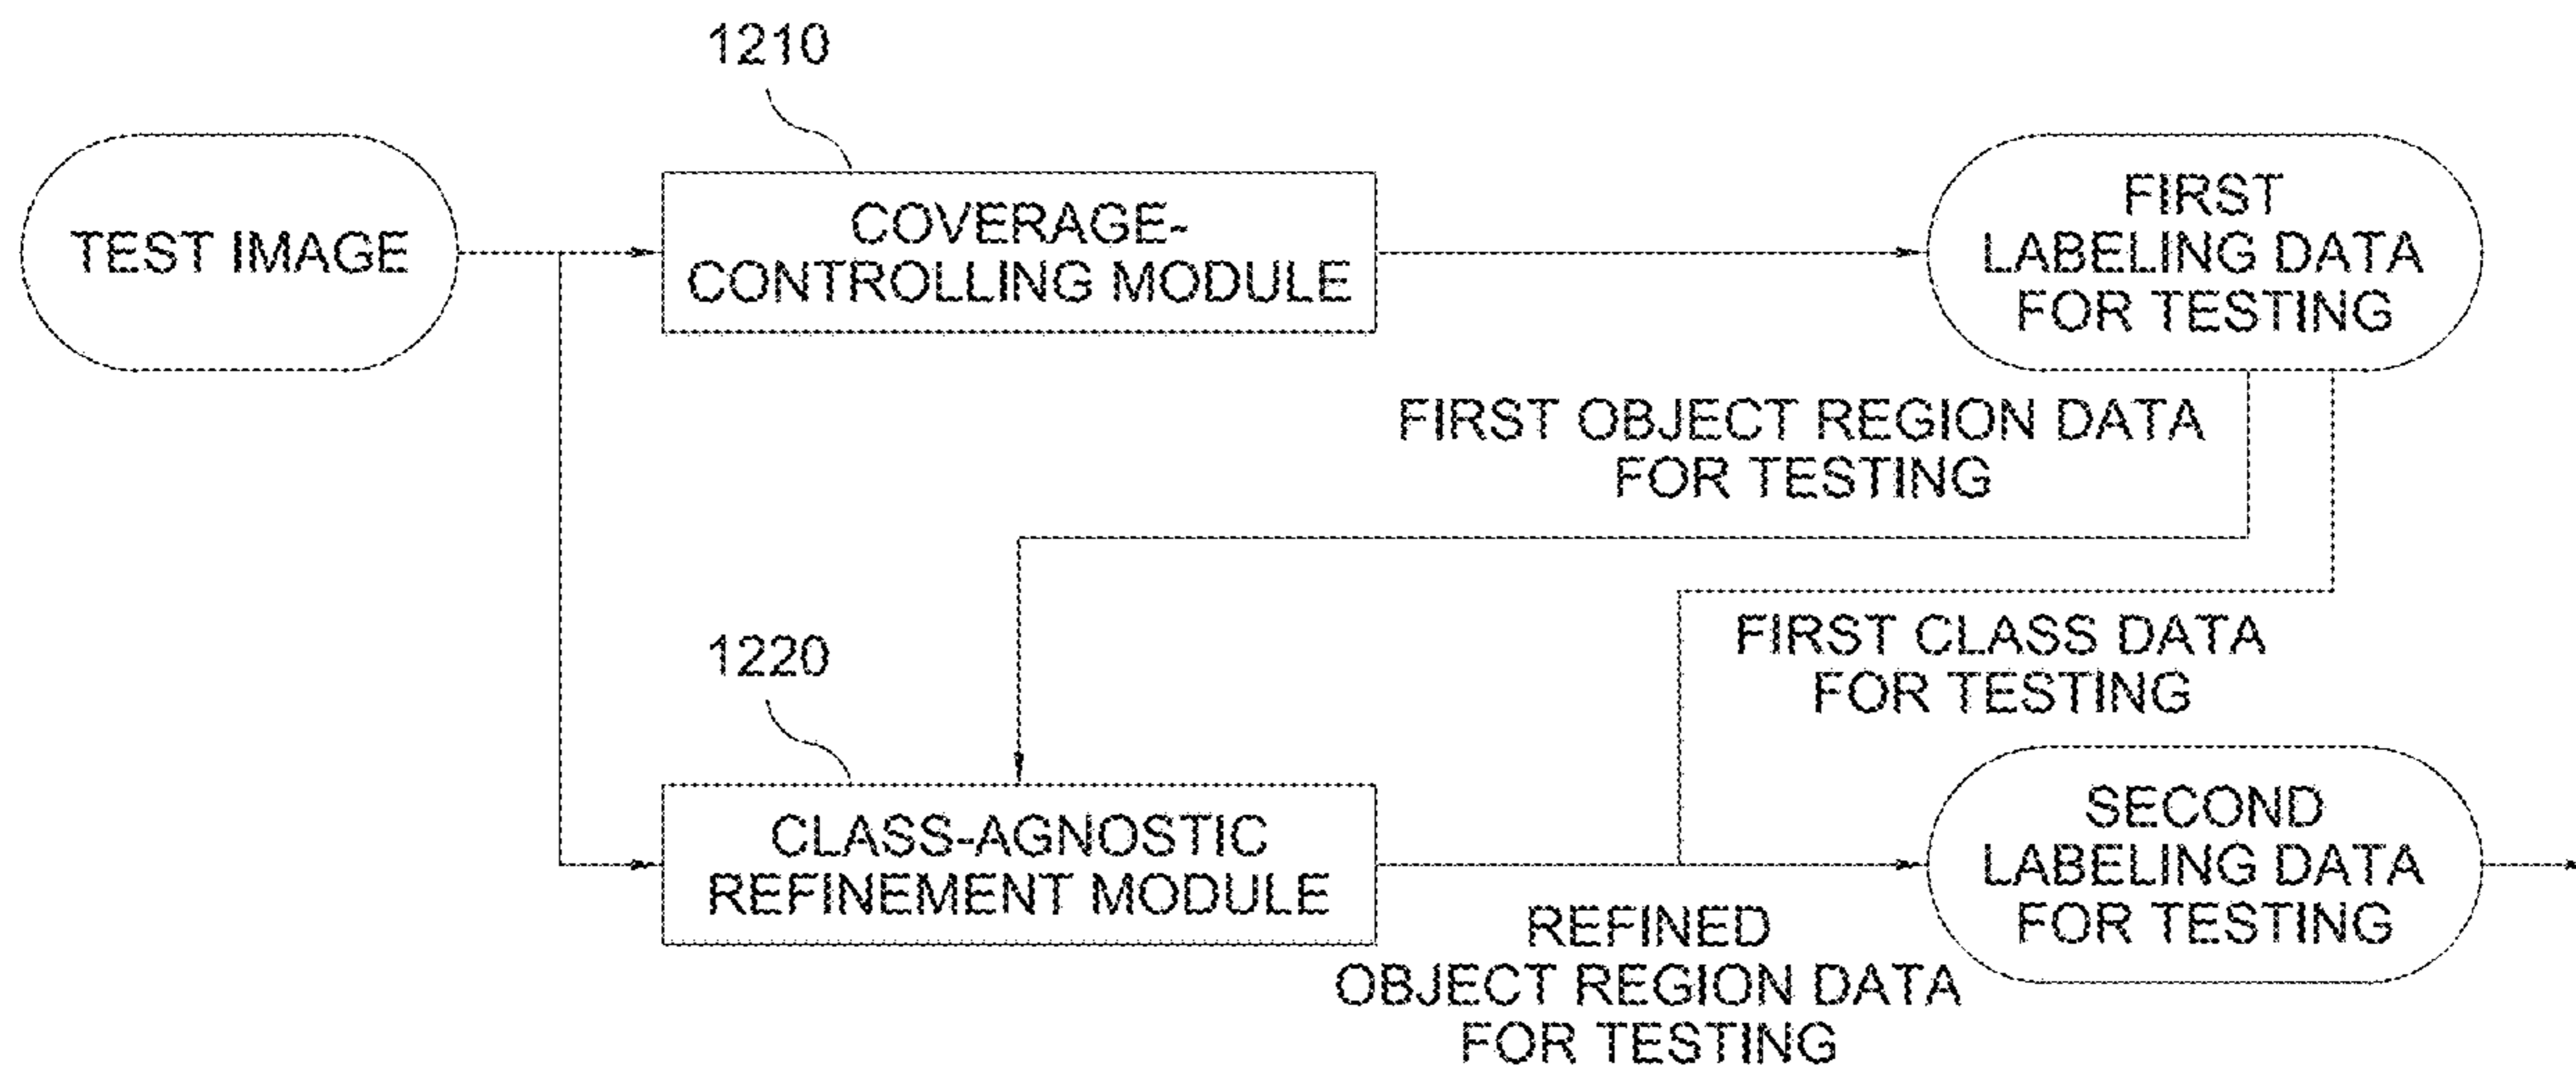 1210
TEST IMAGE
COVERAGE-
CONTROLLING MODULE
FIRST
LABELING DATA
FOR TESTING
FIRST OBJECT REGION DATA
FOR TESTING
FIRST CLASS DATA
FOR TESTING
1220
CLASS-AGNOSTIC
REFINEMENT MODULE
REFINED
OBJECT REGION DATA
FOR TESTING
SECOND
LABELING DATA
FOR TESTING